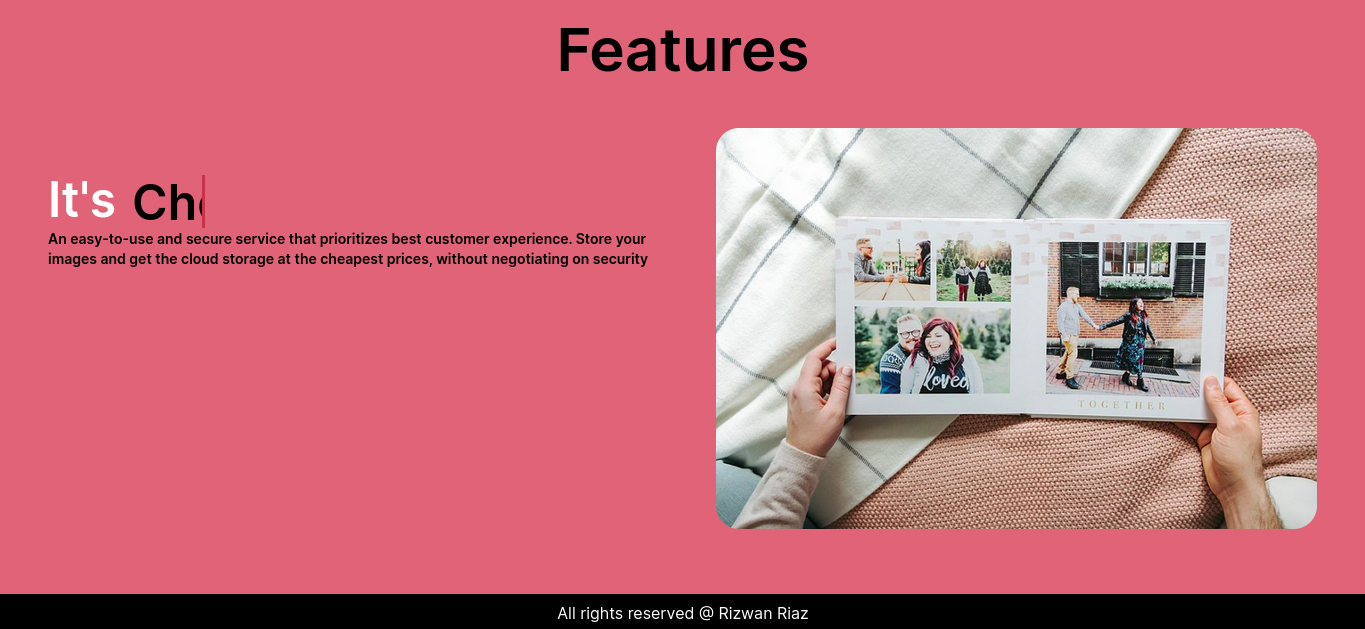 Features
It's Ch
An easy-to-use and secure service that prioritizes best customer experience. Store your
images and get the cloud storage at the cheapest prices, without negotiating on security
loved
TOGETHER
All rights reserved @ Rizwan Riaz